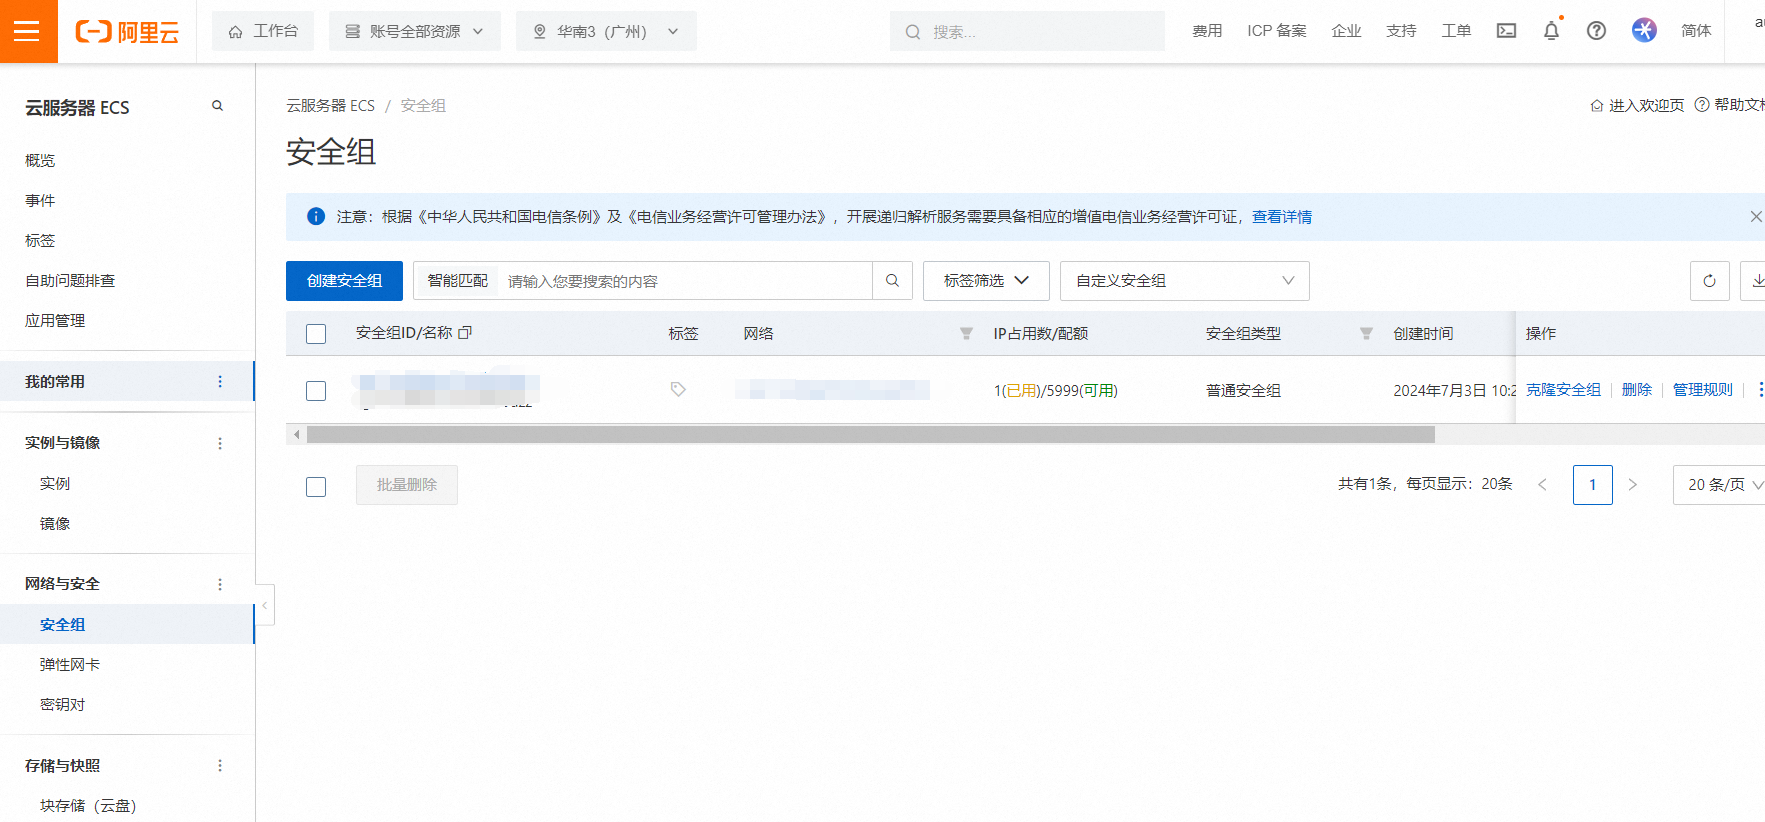 阿里云 工作台 账号全部资源 华南3（广州） 搜索... 费用 ICP 备案 企业 支持 工单 简体
云服务器 ECS
概览
事件
标签
自助问题排查
应用管理
我的常用
实例与镜像
实例
镜像
网络与安全
安全组
弹性网卡
密钥对
存储与快照
块存储（云盘）
云服务器 ECS / 安全组 进入欢迎页 帮助文档
安全组
注意：根据《中华人民共和国电信条例》及《电信业务经营许可管理办法》，开展递归解析服务需要具备相应的增值电信业务经营许可证，查看详情
创建安全组 智能匹配 请输入您要搜索的内容 标签筛选 自定义安全组
安全组ID/名称 标签 网络 IP占用数/配额 安全组类型 创建时间 操作
1(已用)/5999(可用) 普通安全组 2024年7月3日 10:2 克隆安全组 删除 管理规则
批量删除 共有1条，每页显示：20条 1 20 条/页